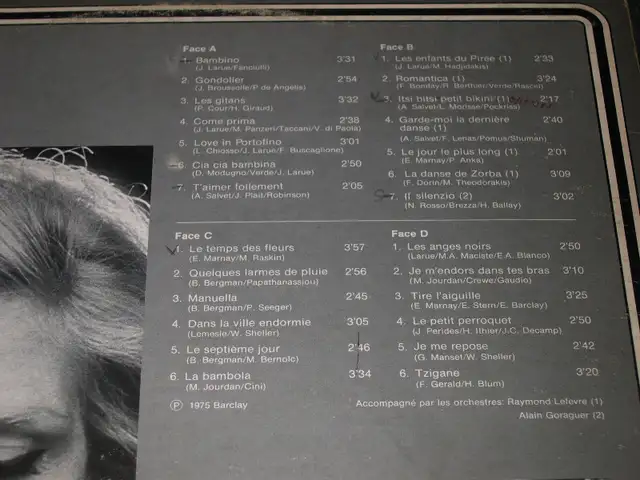 Face A
1. Bambino 3'31
(J. Larue/Fanciulli)
2. Gondolier 2'54
(J. Broussolle/P. de Angelis)
3. Les gitans 3'32
(P. Cour/H. Giraud)
4. Come prima 2'38
(J. Larue/M. Panzeri/Taccani/V. di Paola)
5. Love in Portofino 3'01
(L. Chiosso/J. Larue/F. Buscaglione)
6. Cia cia bambina 2'50
(D. Modugno/Verde/J. Larue)
7. T'aimer follement 2'05
(A. Salvet/J. Plait/Robinson)
Face B
1. Les enfants du Pirée (1) 2'33
(J. Larue/M. Hadjidakis)
2. Romantica (1) 3'24
(F. Bonifay/R. Berthier/Verde/Rascel)
3. Itsi bitsi petit bikini (1) 2'17
(A. Salvet/L. Morisse/Pockriss)
4. Garde-moi la dernière
danse (1) 2'40
(A. Salvet/F. Lenas/Pomus/Shuman)
5. Le jour le plus long (1) 2'01
(E. Marnay/P. Anka)
6. La danse de Zorba (1) 3'09
(F. Dorin/M. Theodorakis)
7. Il silenzio (2) 3'02
(N. Rosso/Brezza/H. Ballay)
Face C
1. Le temps des fleurs 3'57
(E. Marnay/M. Raskin)
2. Quelques larmes de pluie 2'56
(B. Bergman/Papathanassiou)
3. Manuella 2'45
(B. Bergman/P. Seeger)
4. Dans la ville endormie 3'05
(Lemesle/W. Sheller)
5. Le septième jour 2'46
(B. Bergman/M. Bernolc)
6. La bambola 3'34
(M. Jourdan/Cini)
℗ 1975 Barclay
Face D
1. Les anges noirs 2'50
(Larue/M.A. Maciste/E.A. Blanco)
2. Je m'endors dans tes bras 3'10
(M. Jourdan/Crewe/Gaudio)
3. Tire l'aiguille 3'25
(E. Marnay/E. Stern/E. Barclay)
4. Le petit perroquet 2'50
(J. Perides/H. Ithier/J.C. Decamp)
5. Je me repose 2'42
(G. Manset/W. Sheller)
6. Tzigane 3'20
(F. Gerald/H. Blum)
Accompagné par les orchestres: Raymond Lefevre (1)
Alain Goraguer (2)